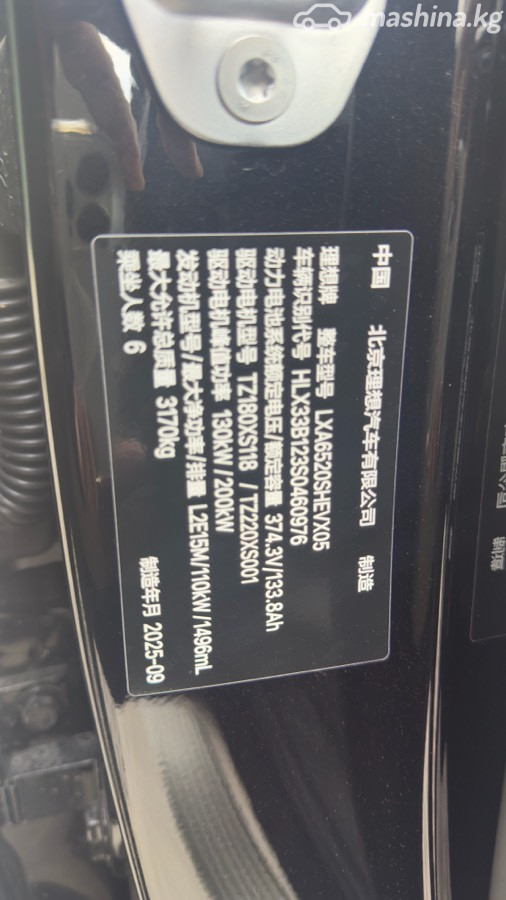 mashina.kg
中国 北京理想汽车有限公司 制造
理想牌 整车型号 LXA6520SHEVX05
车辆识别代号 HLX33B123S0460976
动力电池系统额定电压/额定容量 374.3V/133.8Ah
驱动电机型号 TZ180XS118 / TZ220XS001
驱动电机峰值功率 130kW/200kW
发动机型号/最大净功率/排量 L2E15M/110kW/1496mL
最大允许总质量 3170kg
乘坐人数 6 制造年月 2025-09